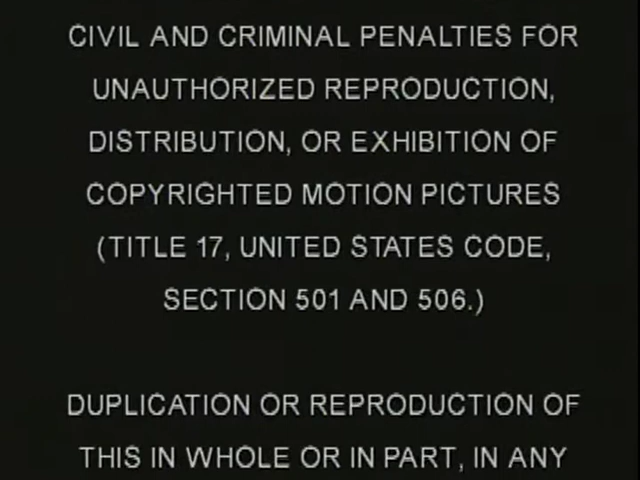 CIVIL AND CRIMINAL PENALTIES FOR
UNAUTHORIZED REPRODUCTION,
DISTRIBUTION, OR EXHIBITION OF
COPYRIGHTED MOTION PICTURES
(TITLE 17, UNITED STATES CODE,
SECTION 501 AND 506.)
DUPLICATION OR REPRODUCTION OF
THIS IN WHOLE OR IN PART, IN ANY